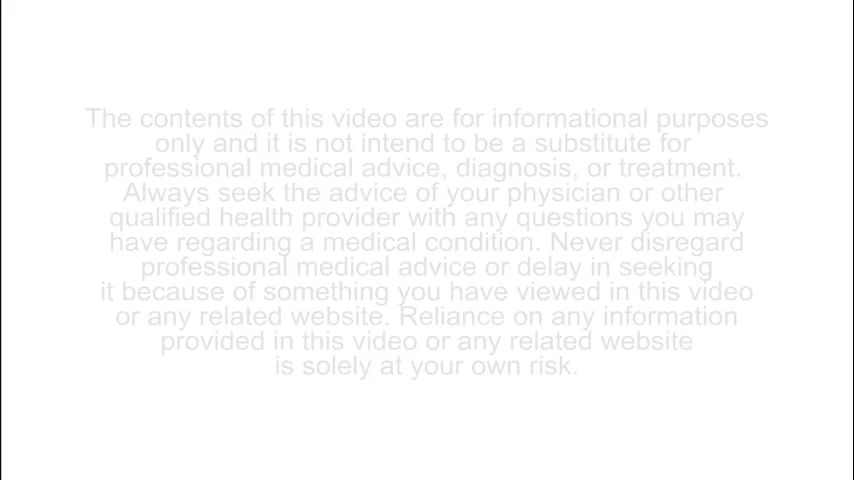 The contents of this video are for informational purposes
only and it is not intend to be a substitute for
professional medical advice, diagnosis, or treatment.
Always seek the advice of your physician or other
qualified health provider with any questions you may
have regarding a medical condition. Never disregard
professional medical advice or delay in seeking
it because of something you have viewed in this video
or any related website. Reliance on any information
provided in this video or any related website
is solely at your own risk.